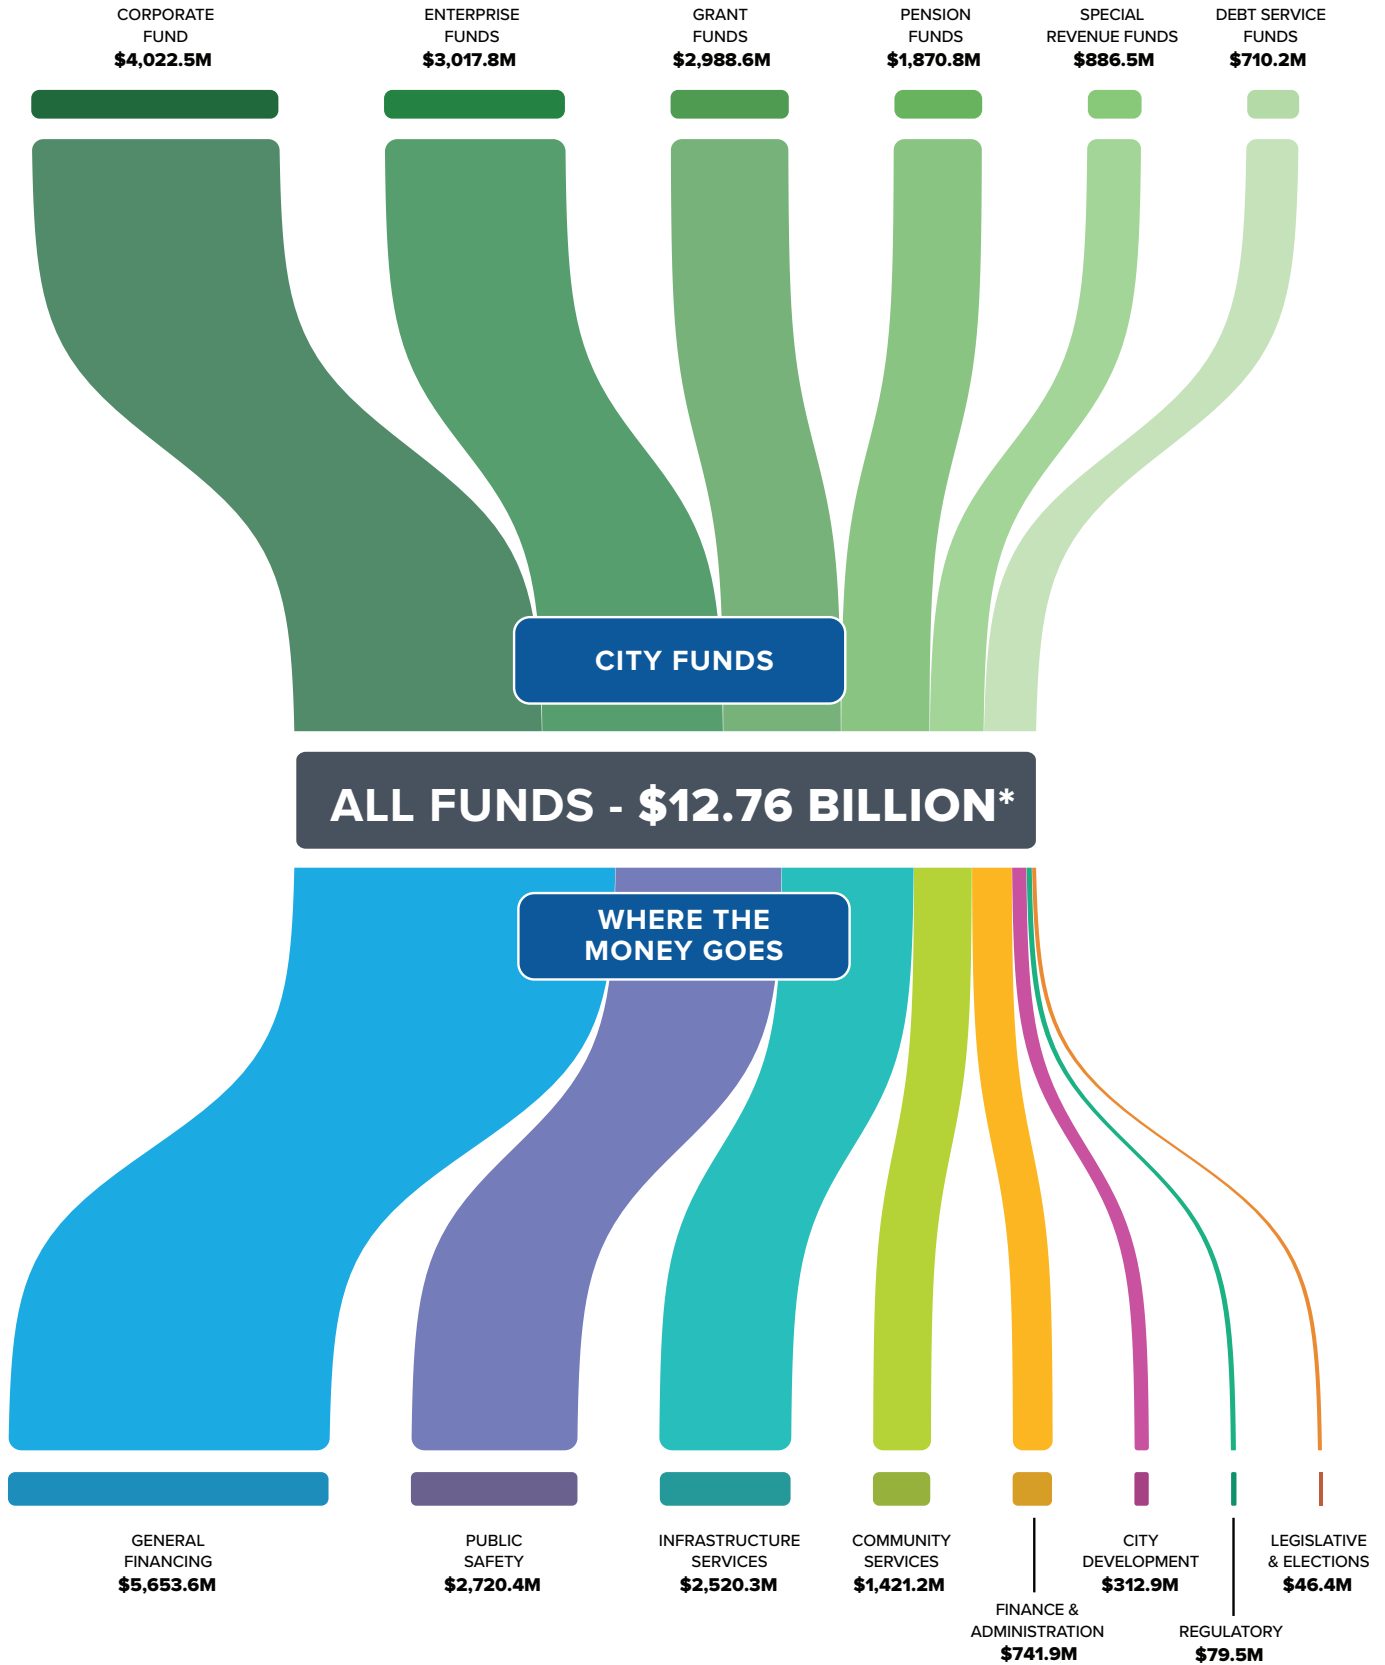 CORPORATE
FUND
$4,022.5M
ENTERPRISE
FUNDS
$3,017.8M
GRANT
FUNDS
$2,988.6M
PENSION
FUNDS
$1,870.8M
SPECIAL
REVENUE FUNDS
$886.5M
DEBT SERVICE
FUNDS
$710.2M
CITY FUNDS
ALL FUNDS - $12.76 BILLION*
WHERE THE
MONEY GOES
GENERAL
FINANCING
$5,653.6M
PUBLIC
SAFETY
$2,720.4M
INFRASTRUCTURE
SERVICES
$2,520.3M
COMMUNITY
SERVICES
$1,421.2M
FINANCE &
ADMINISTRATION
$741.9M
CITY
DEVELOPMENT
$312.9M
REGULATORY
$79.5M
LEGISLATIVE
& ELECTIONS
$46.4M